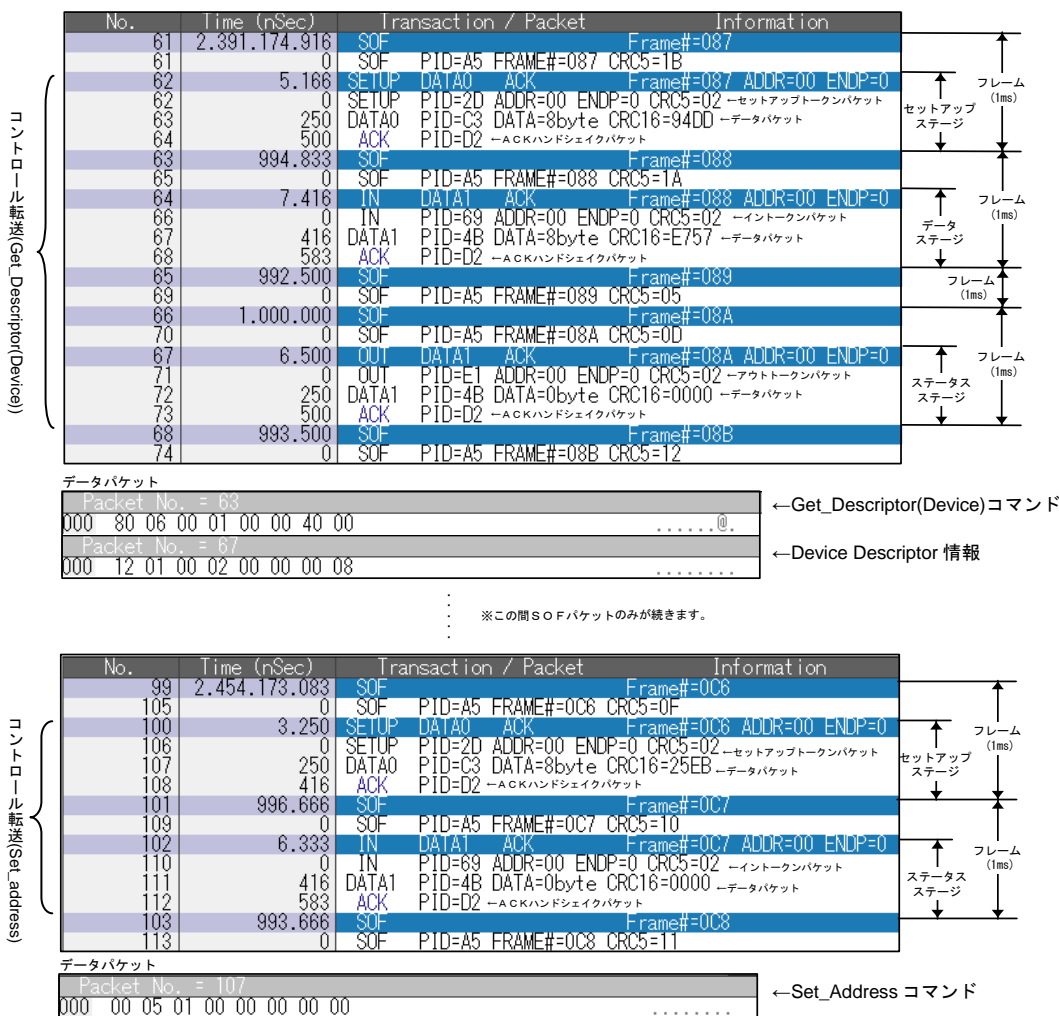 No. Time (nSec) Transaction / Packet Information
61 2.391.174.916 SOF Frame#=087
61 0 SOF PID=A5 FRAME#=087 CRC5=1B
62 5.166 SETUP DATA0 ACK Frame#=087 ADDR=00 ENDP=0
62 0 SETUP PID=2D ADDR=00 ENDP=0 CRC5=02 ←セットアップトークンパケット
63 250 DATA0 PID=C3 DATA=8byte CRC16=94DD ←データパケット
64 500 ACK PID=D2 ←ACKハンドシェイクパケット
63 994.833 SOF Frame#=088
65 0 SOF PID=A5 FRAME#=088 CRC5=1A
64 7.416 IN DATA1 ACK Frame#=088 ADDR=00 ENDP=0
66 0 IN PID=69 ADDR=00 ENDP=0 CRC5=02 ←イントークンパケット
67 416 DATA1 PID=4B DATA=8byte CRC16=E757 ←データパケット
68 583 ACK PID=D2 ←ACKハンドシェイクパケット
65 992.500 SOF Frame#=089
69 0 SOF PID=A5 FRAME#=089 CRC5=05
66 1.000.000 SOF Frame#=08A
70 0 SOF PID=A5 FRAME#=08A CRC5=0D
67 6.500 OUT DATA1 ACK Frame#=08A ADDR=00 ENDP=0
71 0 OUT PID=E1 ADDR=00 ENDP=0 CRC5=02 ←アウトトークンパケット
72 250 DATA1 PID=4B DATA=0byte CRC16=0000 ←データパケット
73 500 ACK PID=D2 ←ACKハンドシェイクパケット
68 993.500 SOF Frame#=08B
74 0 SOF PID=A5 FRAME#=08B CRC5=12
コントロール転送(Get_Descriptor(Device))
セットアップ
ステージ
フレーム
(1ms)
データ
ステージ
フレーム
(1ms)
フレーム
(1ms)
ステータス
ステージ
フレーム
(1ms)
データパケット
Packet No. = 63
000 80 06 00 01 00 00 40 00 ......@.
←Get_Descriptor(Device)コマンド
Packet No. = 67
000 12 01 00 02 00 00 00 08 ........
←Device Descriptor 情報
※この間SOFパケットのみが続きます。
No. Time (nSec) Transaction / Packet Information
99 2.454.173.083 SOF Frame#=0C6
105 0 SOF PID=A5 FRAME#=0C6 CRC5=0F
100 3.250 SETUP DATA0 ACK Frame#=0C6 ADDR=00 ENDP=0
106 0 SETUP PID=2D ADDR=00 ENDP=0 CRC5=02 ←セットアップトークンパケット
107 250 DATA0 PID=C3 DATA=8byte CRC16=25EB ←データパケット
108 416 ACK PID=D2 ←ACKハンドシェイクパケット
101 996.666 SOF Frame#=0C7
109 0 SOF PID=A5 FRAME#=0C7 CRC5=10
102 6.333 IN DATA1 ACK Frame#=0C7 ADDR=00 ENDP=0
110 0 IN PID=69 ADDR=00 ENDP=0 CRC5=02 ←イントークンパケット
111 416 DATA1 PID=4B DATA=0byte CRC16=0000 ←データパケット
112 583 ACK PID=D2 ←ACKハンドシェイクパケット
103 993.666 SOF Frame#=0C8
113 0 SOF PID=A5 FRAME#=0C8 CRC5=11
コントロール転送(Set_address)
セットアップ
ステージ
フレーム
(1ms)
ステータス
ステージ
フレーム
(1ms)
データパケット
Packet No. = 107
000 00 05 01 00 00 00 00 00 ........
←Set_Address コマンド